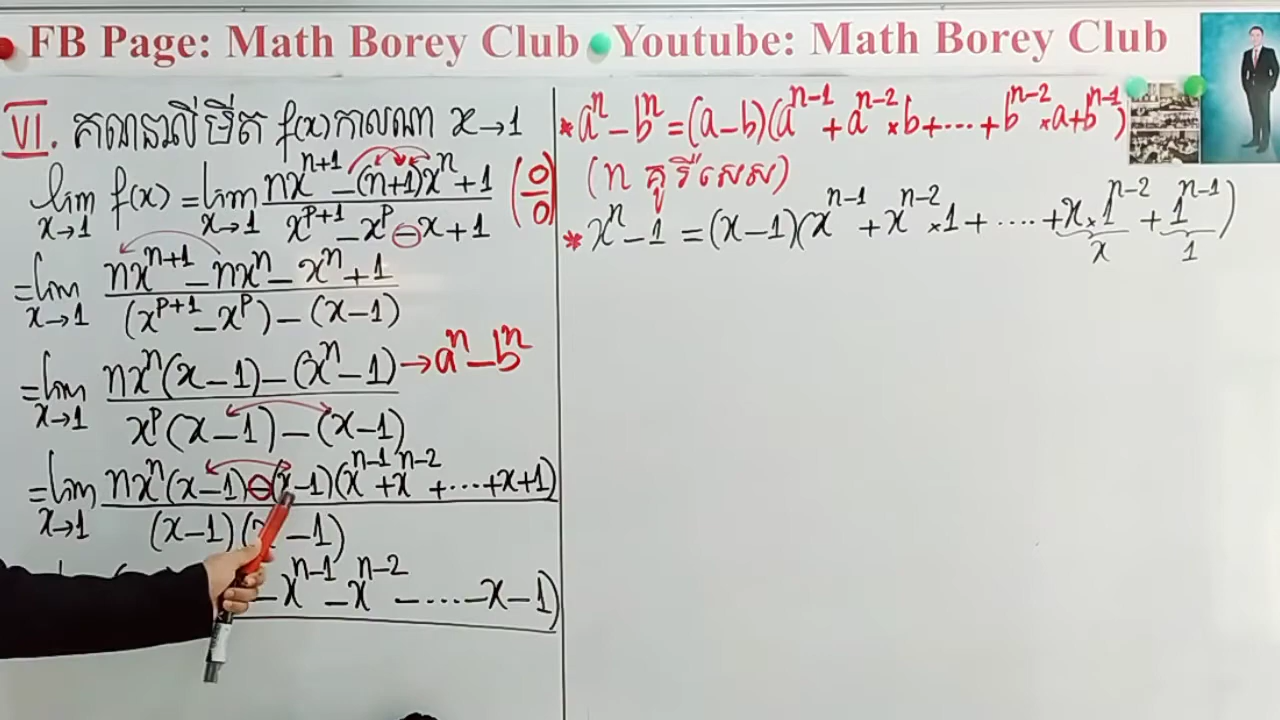 FB Page: Math Borey Club Youtube: Math Borey Club
VI. គណនាលីមីត f(x) កាលណា x→1
lim x→1 f(x) = lim x→1 (nx^{n+1} - (n+1)x^n + 1)/(x^{p+1} - x^p - x + 1) (0/0)
= lim x→1 (nx^{n+1} - nx^n - x^n + 1)/((x^{p+1} - x^p) - (x-1))
= lim x→1 (nx^n(x-1) - (x^n - 1))/(x^p(x-1) - (x-1)) → a^n - b^n
= lim x→1 (nx^n(x-1) - (x-1)(x^{n-1} + x^{n-2} + .... + x + 1))/((x-1)( - 1))
- x^{n-1} - x^{n-2} - .... - x - 1)
* a^n - b^n = (a-b)(a^{n-1} + a^{n-2}×b + .... + b^{n-2}×a + b^{n-1})
(n គូ ឬ សេស)
* x^n - 1 = (x-1)(x^{n-1} + x^{n-2}×1 + ..... + x×1^{n-2} + 1^{n-1})
x 1